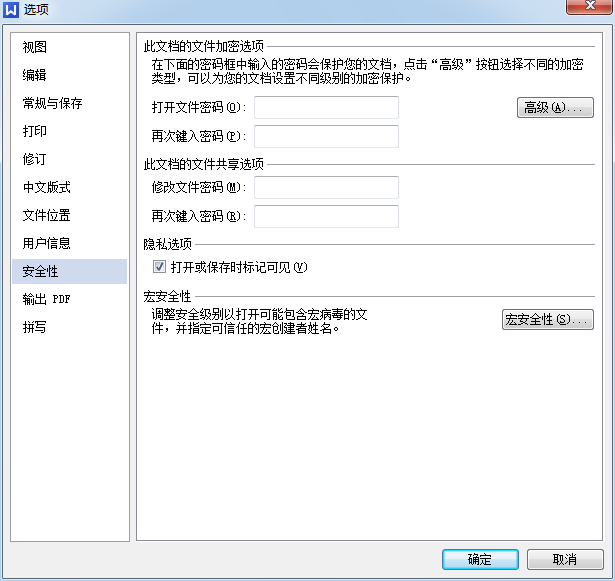 选项
视图
编辑
常规与保存
打印
修订
中文版式
文件位置
用户信息
安全性
输出 PDF
拼写
此文档的文件加密选项
在下面的密码框中输入的密码会保护您的文档，点击“高级”按钮选择不同的加密
类型，可以为您的文档设置不同级别的加密保护。
打开文件密码(O):
高级(A)...
再次键入密码(P):
此文档的文件共享选项
修改文件密码(M):
再次键入密码(R):
隐私选项
打开或保存时标记可见(V)
宏安全性
调整安全级别以打开可能包含宏病毒的文
件，并指定可信任的宏创建者姓名。
宏安全性(S)...
确定
取消